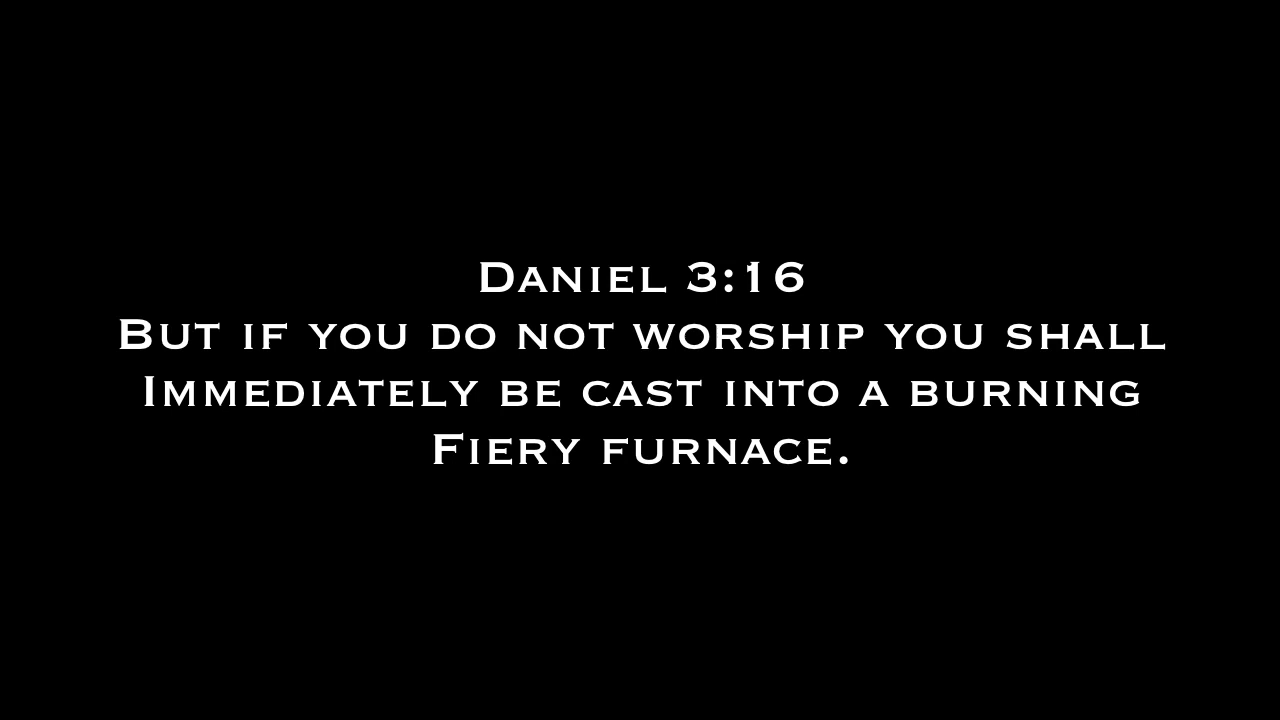 Daniel 3:16
But if you do not worship you shall
Immediately be cast into a burning
Fiery furnace.